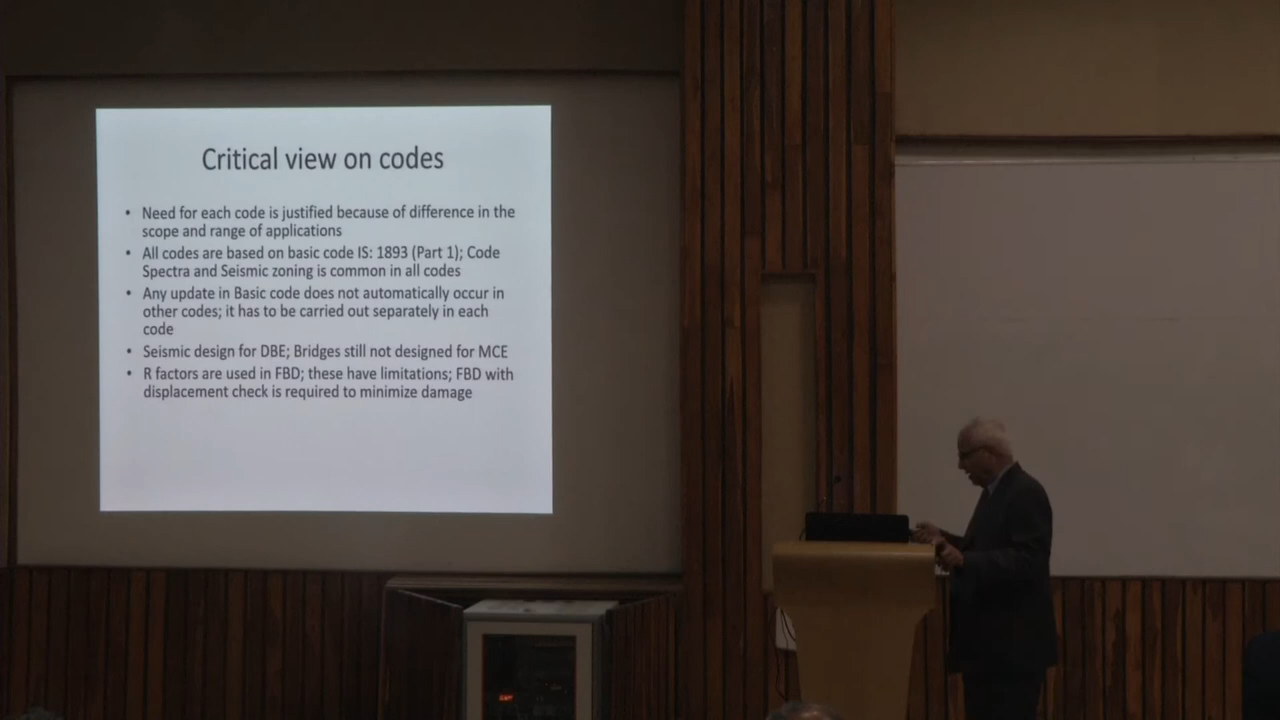 Critical view on codes
• Need for each code is justified because of difference in the
scope and range of applications
• All codes are based on basic code IS: 1893 (Part 1); Code
Spectra and Seismic zoning is common in all codes
• Any update in Basic code does not automatically occur in
other codes; it has to be carried out separately in each
code
• Seismic design for DBE; Bridges still not designed for MCE
• R factors are used in FBD; these have limitations; FBD with
displacement check is required to minimize damage